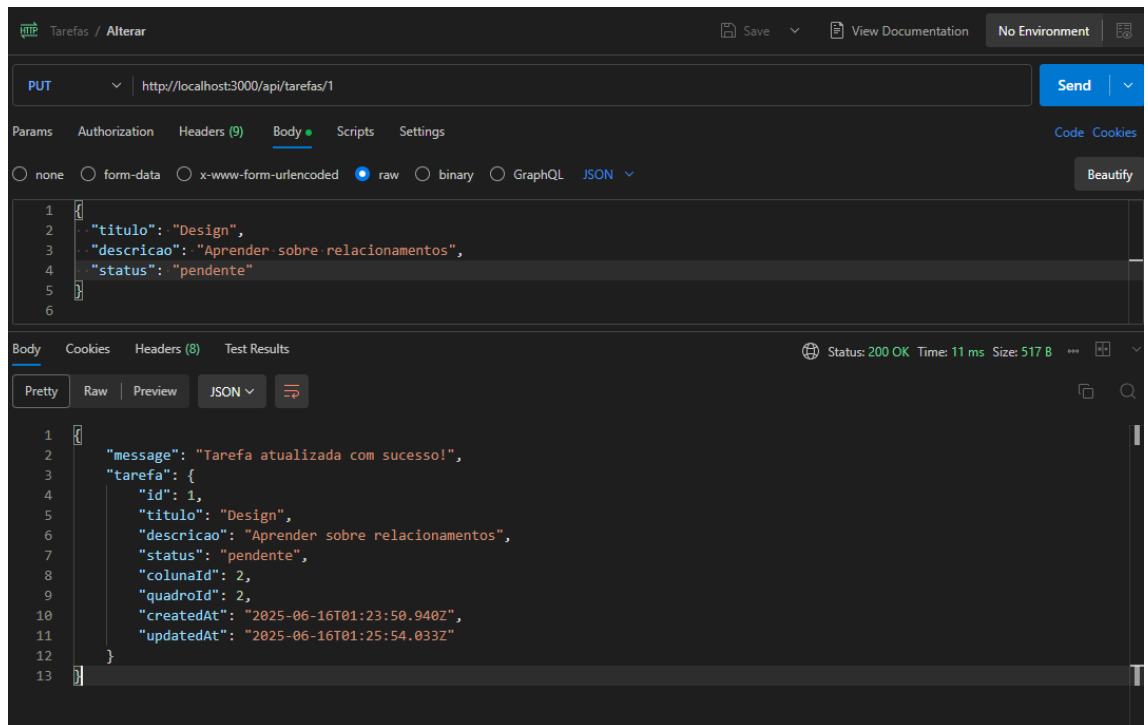 HTTP Tarefas / Alterar Save View Documentation No Environment
PUT http://localhost:3000/api/tarefas/1 Send
Params Authorization Headers (9) Body Scripts Settings Code Cookies
none form-data x-www-form-urlencoded raw binary GraphQL JSON Beautify
1 {
2 "titulo": "Design",
3 "descricao": "Aprender sobre relacionamentos",
4 "status": "pendente"
5 }
6
Body Cookies Headers (8) Test Results Status: 200 OK Time: 11 ms Size: 517 B
Pretty Raw Preview JSON
1 {
2 "message": "Tarefa atualizada com sucesso!",
3 "tarefa": {
4 "id": 1,
5 "titulo": "Design",
6 "descricao": "Aprender sobre relacionamentos",
7 "status": "pendente",
8 "colunaId": 2,
9 "quadroId": 2,
10 "createdAt": "2025-06-16T01:23:50.940Z",
11 "updatedAt": "2025-06-16T01:25:54.033Z"
12 }
13 }